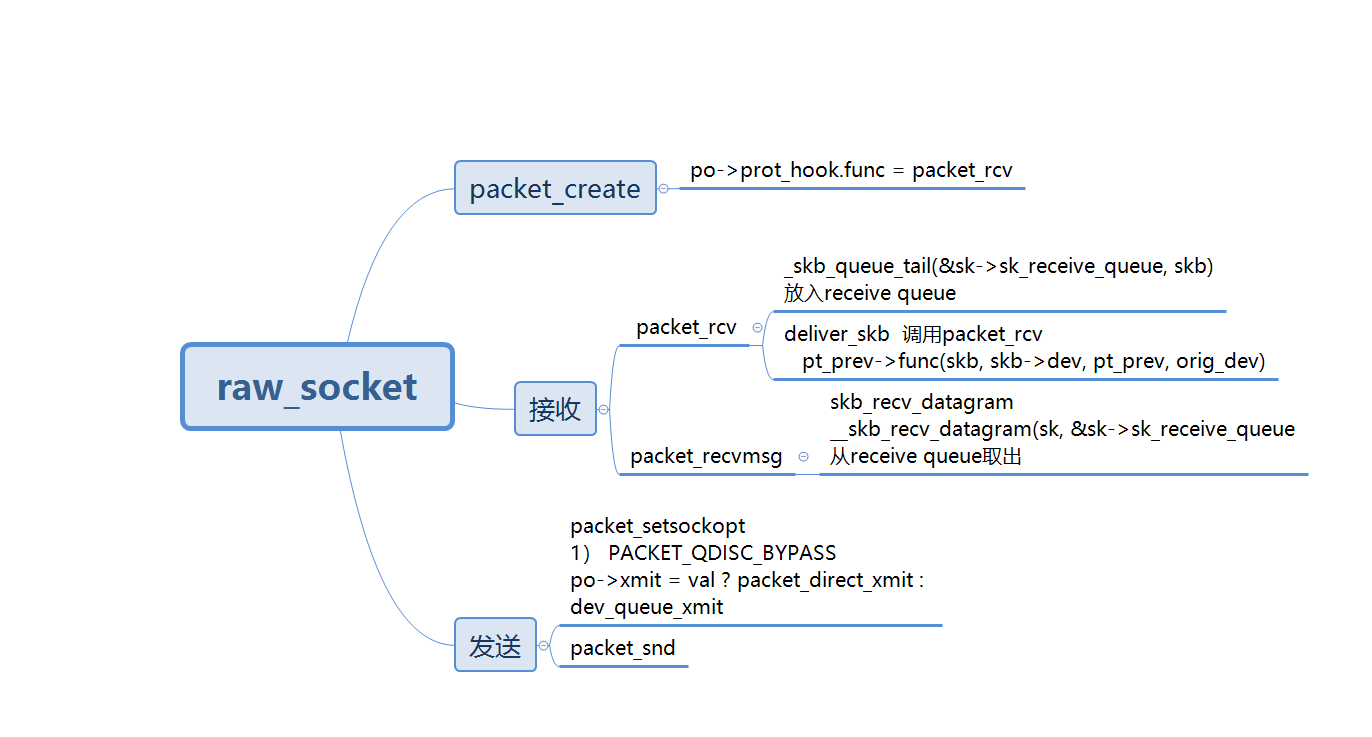 raw_socket
packet_create
po->prot_hook.func = packet_rcv
接收
packet_rcv
_skb_queue_tail(&sk->sk_receive_queue, skb)
放入receive queue
deliver_skb  调用packet_rcv
pt_prev->func(skb, skb->dev, pt_prev, orig_dev)
packet_recvmsg
skb_recv_datagram
__skb_recv_datagram(sk, &sk->sk_receive_queue
从receive queue取出
发送
packet_setsockopt
1） PACKET_QDISC_BYPASS
po->xmit = val ? packet_direct_xmit :
dev_queue_xmit
packet_snd